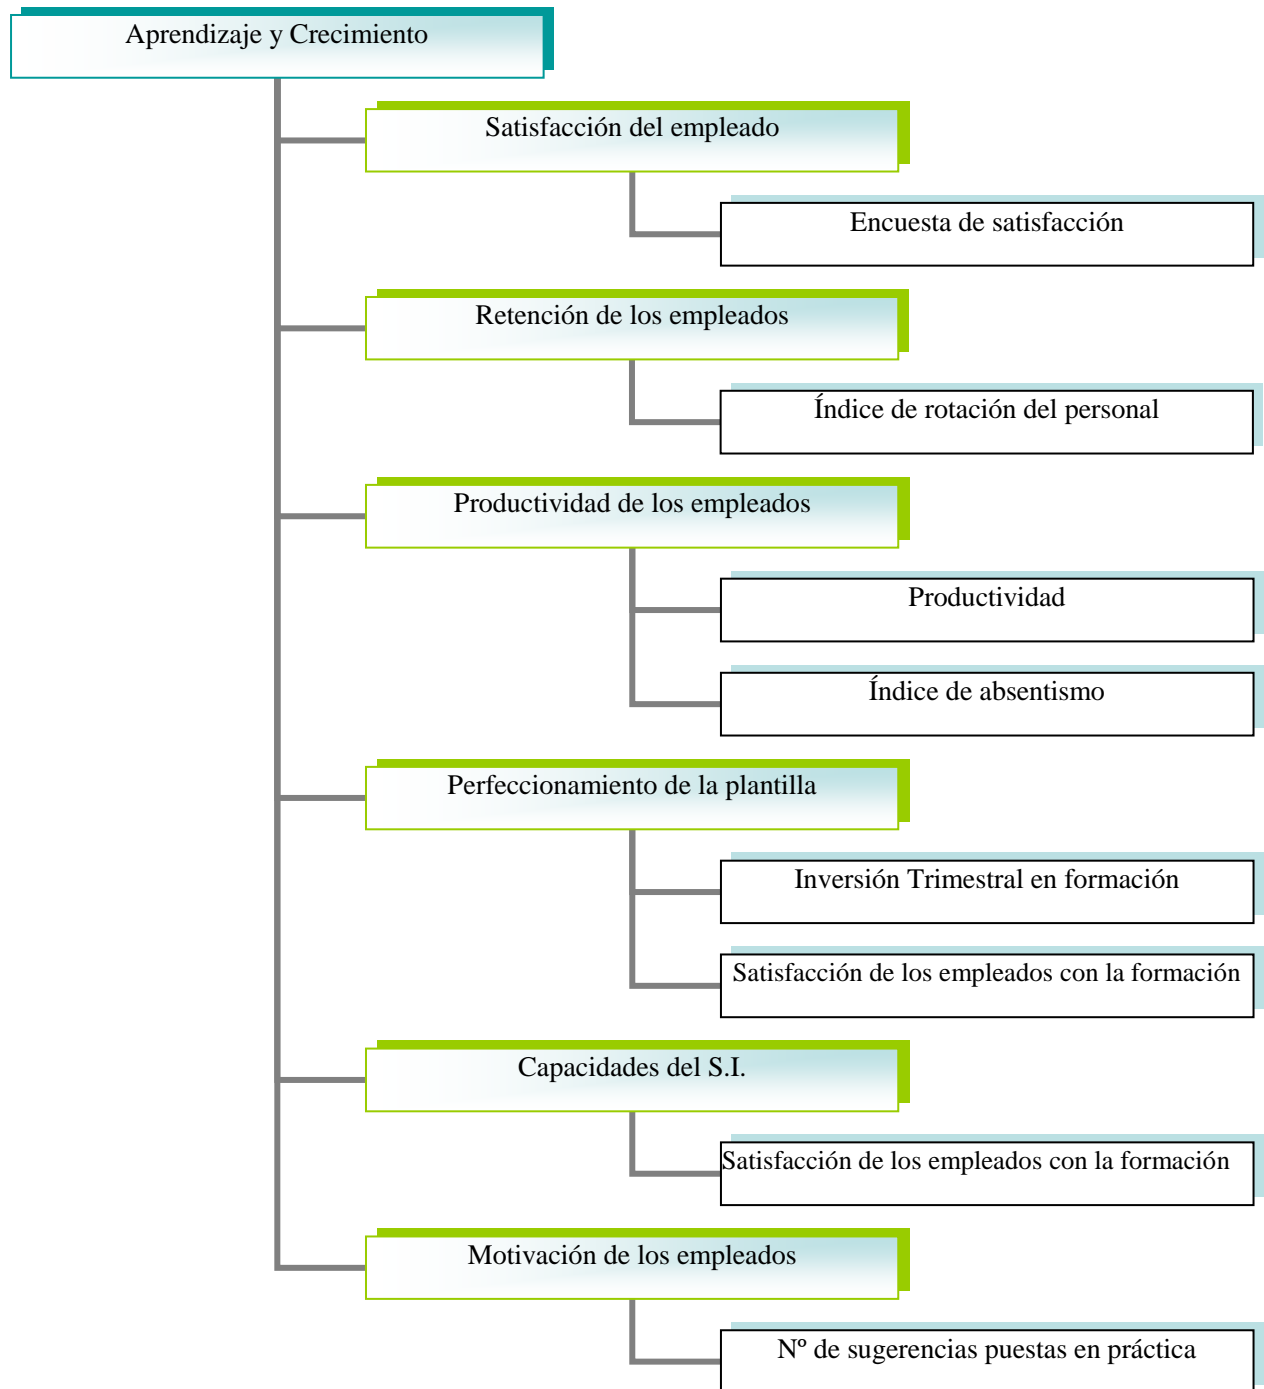 Aprendizaje y Crecimiento
Satisfacción del empleado
Encuesta de satisfacción
Retención de los empleados
Índice de rotación del personal
Productividad de los empleados
Productividad
Índice de absentismo
Perfeccionamiento de la plantilla
Inversión Trimestral en formación
Satisfacción de los empleados con la formación
Capacidades del S.I.
Satisfacción de los empleados con la formación
Motivación de los empleados
Nº de sugerencias puestas en práctica